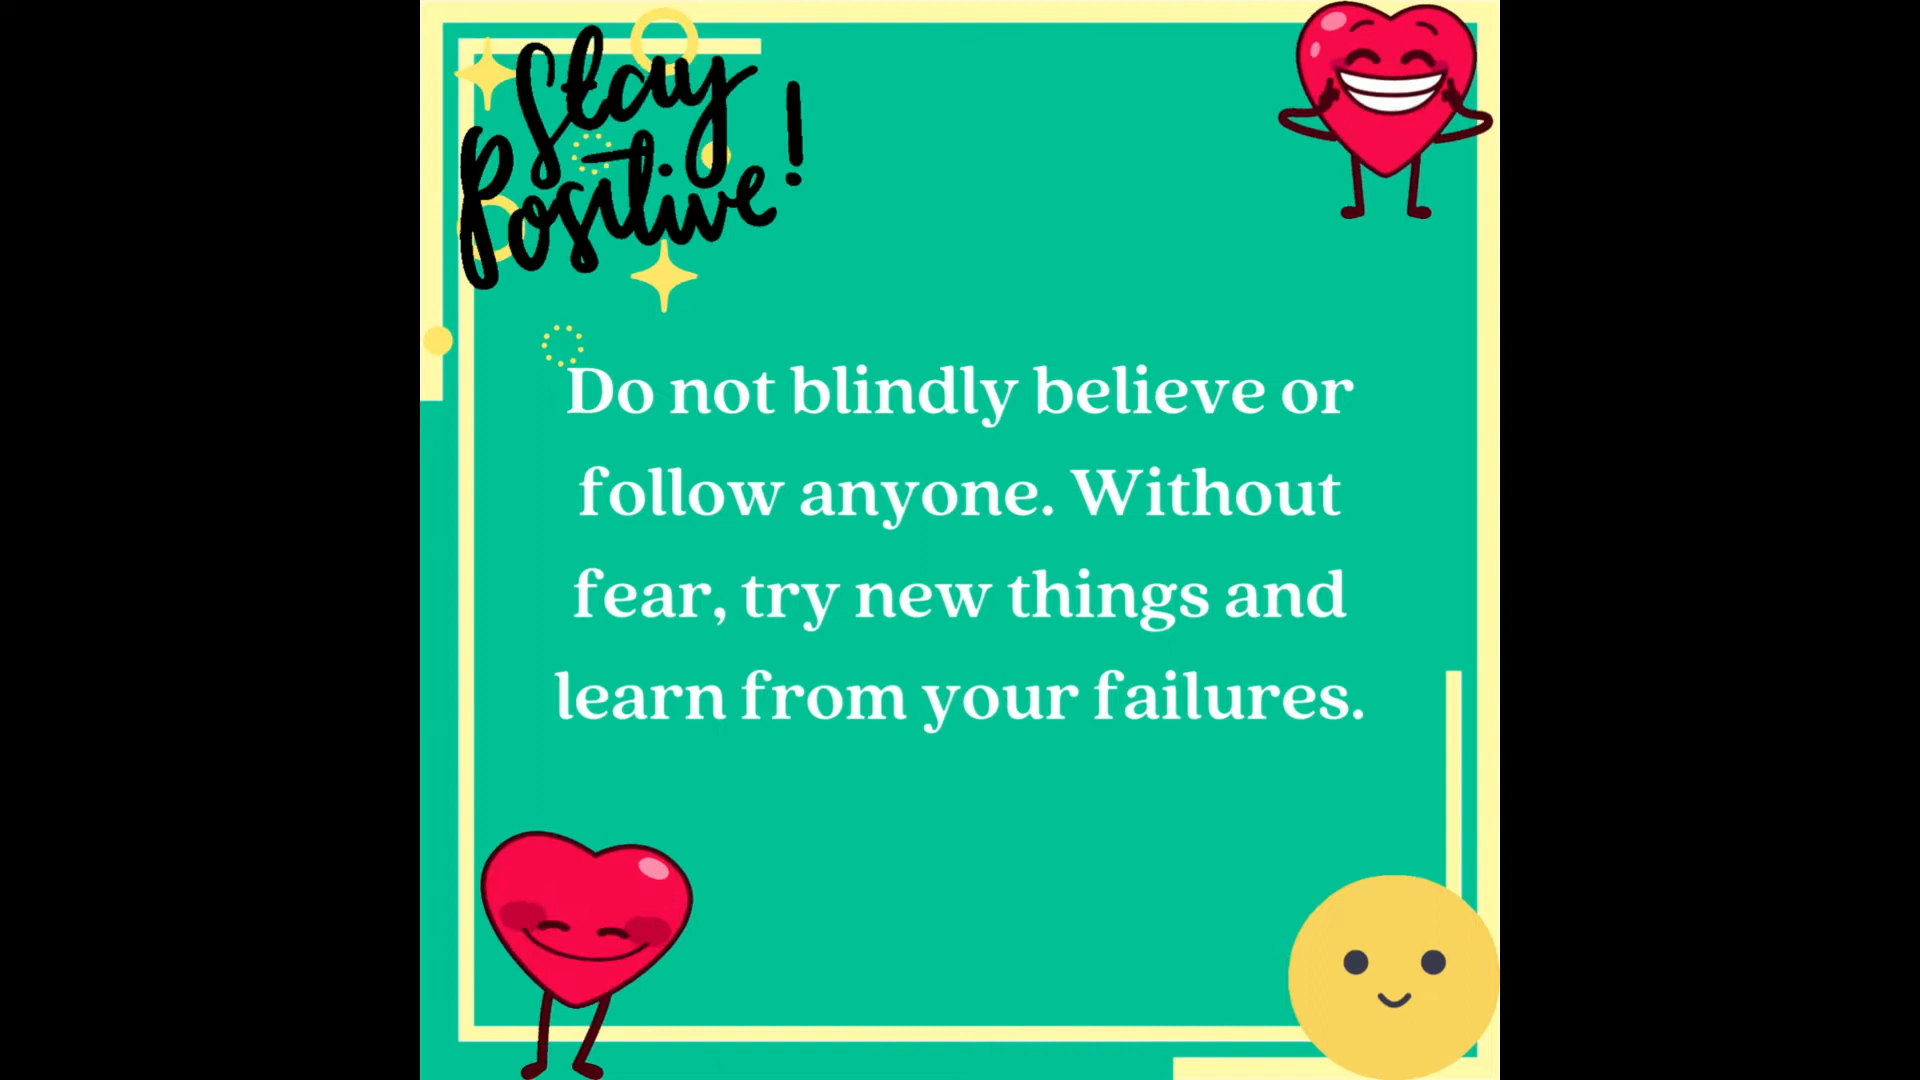 Stay
Positive!
Do not blindly believe or
follow anyone. Without
fear, try new things and
learn from your failures.